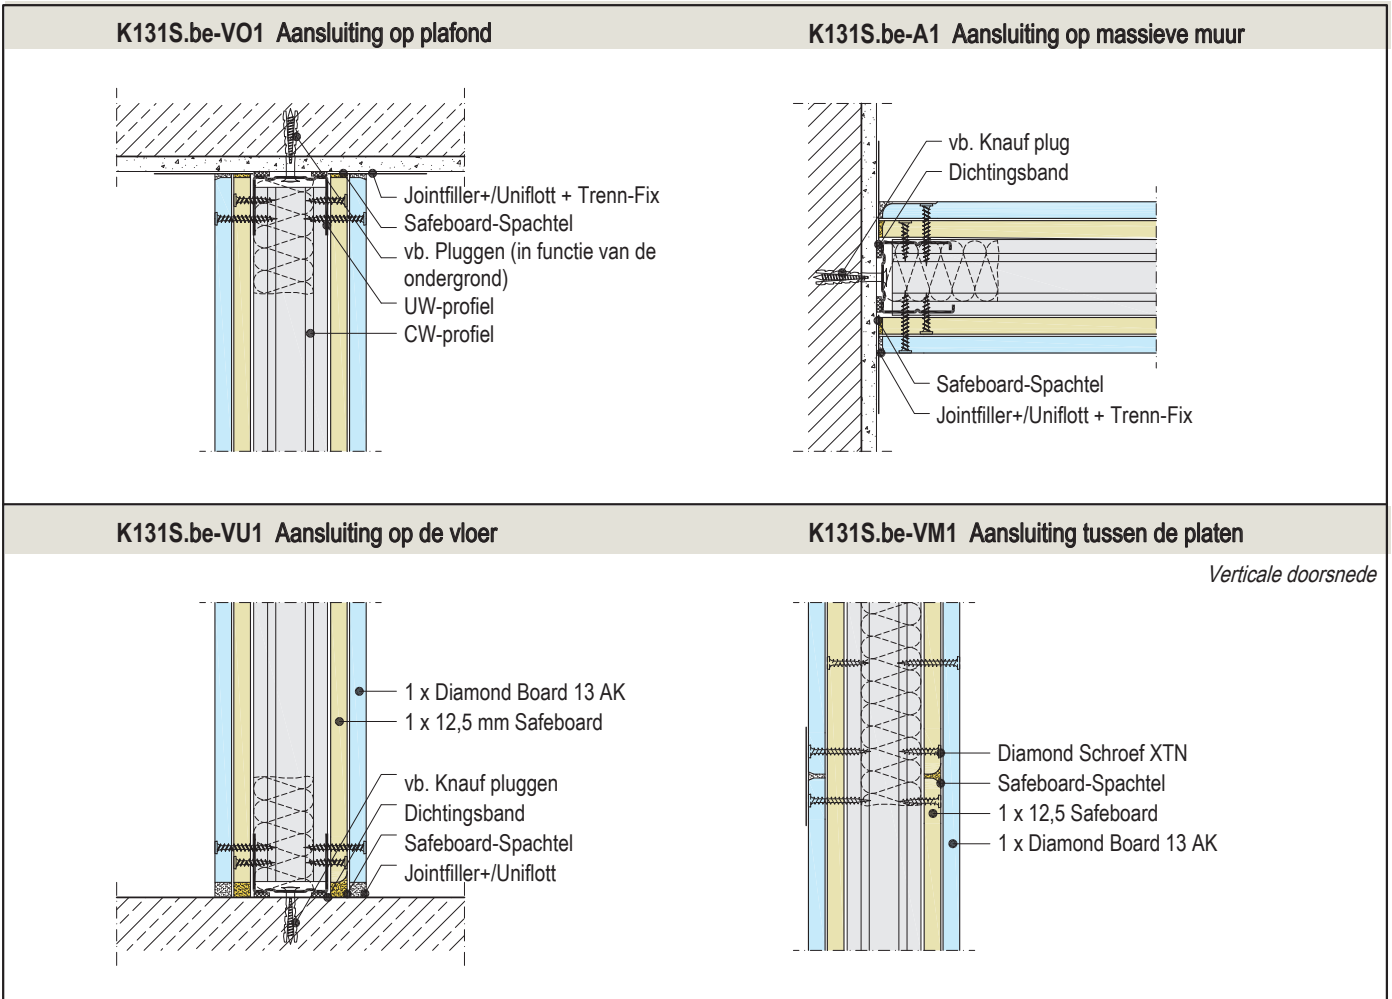 K131S.be-VO1 Aansluiting op plafond
Jointfiller+/Uniflott + Trenn-Fix
Safeboard-Spachtel
vb. Pluggen (in functie van de
ondergrond)
UW-profiel
CW-profiel
K131S.be-A1 Aansluiting op massieve muur
vb. Knauf plug
Dichtingsband
Safeboard-Spachtel
Jointfiller+/Uniflott + Trenn-Fix
K131S.be-VU1 Aansluiting op de vloer
1 x Diamond Board 13 AK
1 x 12,5 mm Safeboard
vb. Knauf pluggen
Dichtingsband
Safeboard-Spachtel
Jointfiller+/Uniflott
K131S.be-VM1 Aansluiting tussen de platen
Verticale doorsnede
Diamond Schroef XTN
Safeboard-Spachtel
1 x 12,5 Safeboard
1 x Diamond Board 13 AK